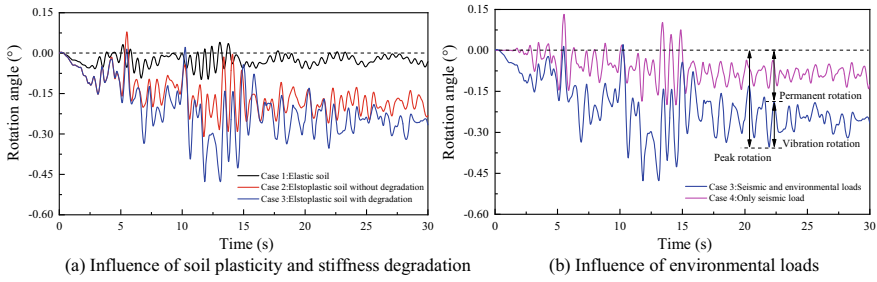 0.00
-0.15
-0.30
-0.45
-0.60
Rotation angle (°)
0
5
10
15
20
25
30
Time (s)
Case 1:Elastic soil
Case 2:Elstoplastic soil without degradation
Case 3:Elstoplastic soil with degradation
(a)
(a) Influence of soil plasticity and stiffness degradation
0.15
0.00
-0.15
-0.30
-0.45
-0.60
Rotation angle (°)
0
5
10
15
20
25
30
Time (s)
Permanent rotation
Vibration rotation
Peak rotation
Case 3:Seismic and environmental loads
Case 4:Only seismic load
(b)
(b) Influence of environmental loads